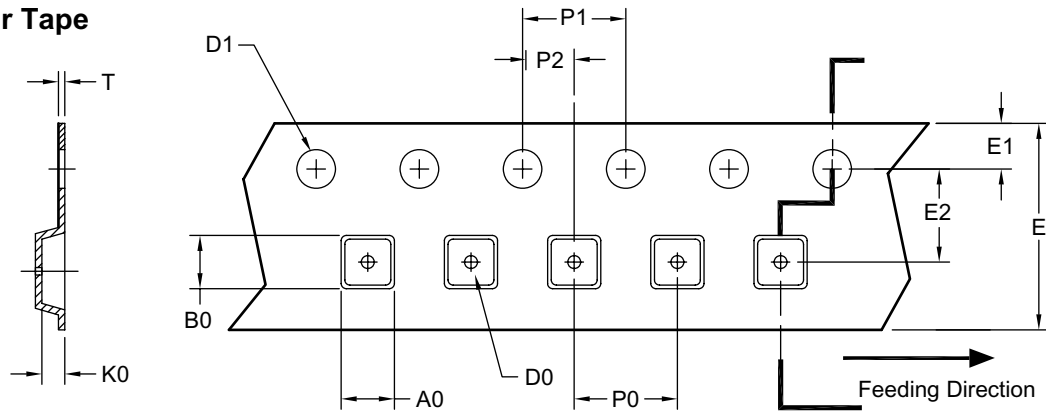 r Tape
P1
D1
P2
T
E1
E2
E
B0
K0
A0
D0
P0
Feeding Direction